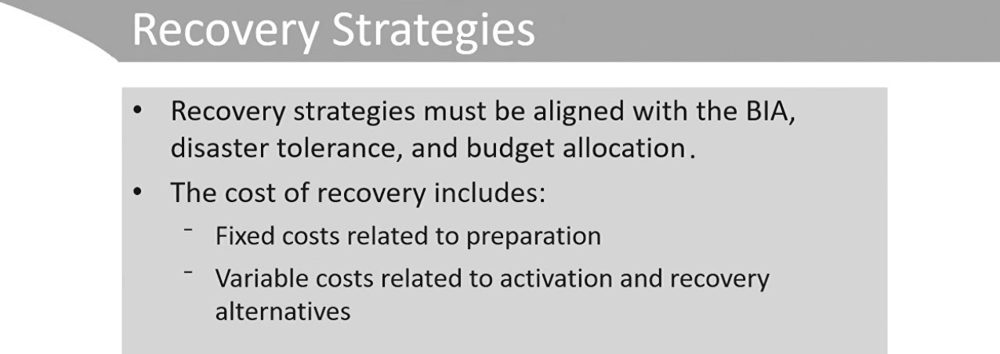 Recovery Strategies
• Recovery strategies must be aligned with the BIA,
disaster tolerance, and budget allocation.
• The cost of recovery includes:
– Fixed costs related to preparation
– Variable costs related to activation and recovery
alternatives